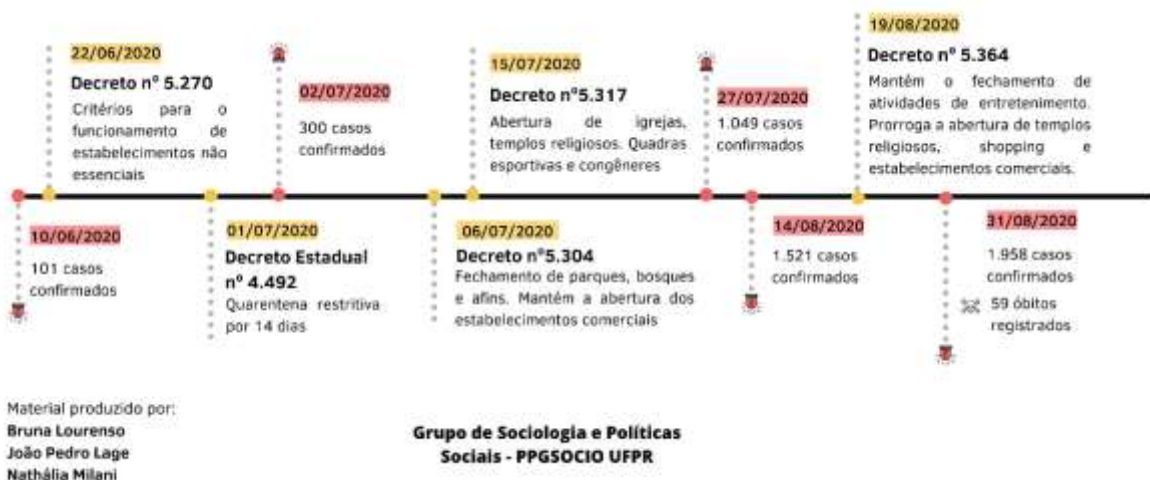 22/06/2020
Decreto nº 5.270
Critérios para o
funcionamento de
estabelecimentos não
essenciais
02/07/2020
300 casos
confirmados
15/07/2020
Decreto nº5.317
Abertura de igrejas,
templos religiosos. Quadras
esportivas e congêneres
27/07/2020
1.049 casos
confirmados
19/08/2020
Decreto nº 5.364
Mantém o fechamento de
atividades de entretenimento.
Prorroga a abertura de templos
religiosos, shopping e
estabelecimentos comerciais.
10/06/2020
101 casos
confirmados
01/07/2020
Decreto Estadual
nº 4.492
Quarentena restritiva
por 14 dias
06/07/2020
Decreto nº5.304
Fechamento de parques, bosques
e afins. Mantém a abertura dos
estabelecimentos comerciais
14/08/2020
1.521 casos
confirmados
31/08/2020
1.958 casos
confirmados
59 óbitos
registrados
Material produzido por:
Bruna Lourenso
João Pedro Lage
Nathália Milani
Grupo de Sociologia e Políticas
Sociais - PPGSOCIO UFPR